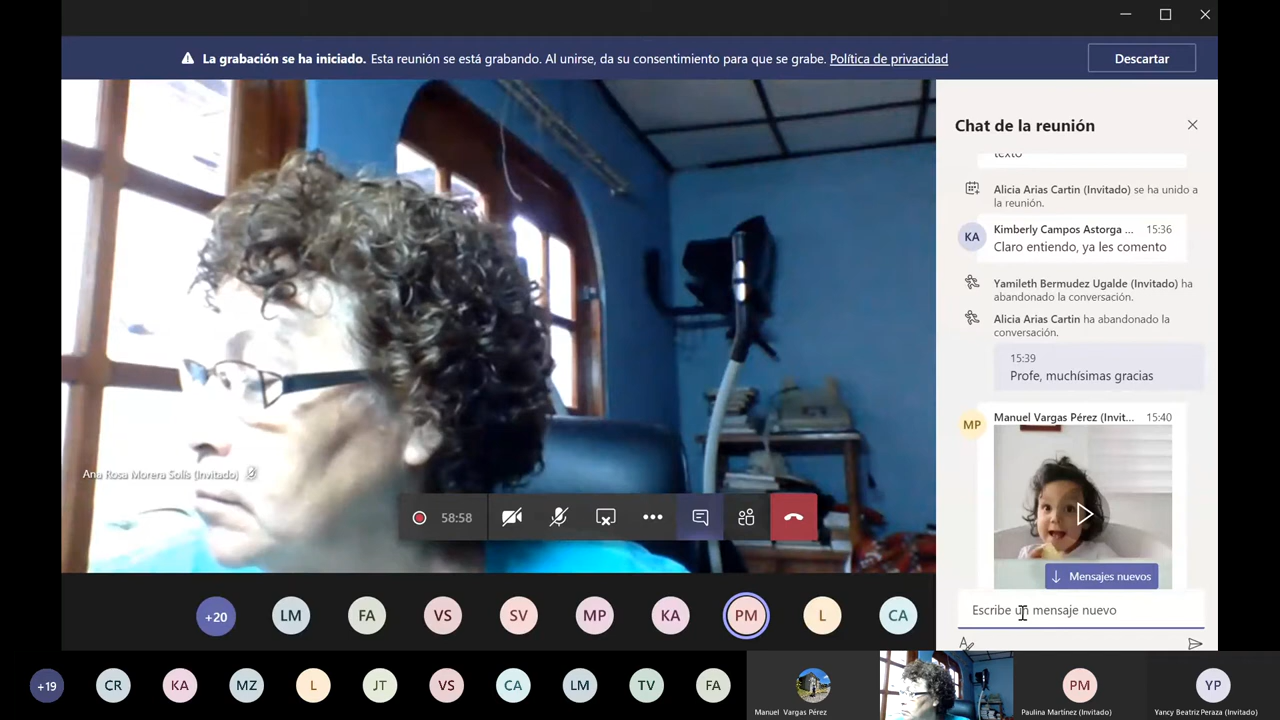 La grabación se ha iniciado. Esta reunión se está grabando. Al unirse, da su consentimiento para que se grabe. Política de privacidad
Descartar
Chat de la reunión
texto
Alicia Arias Cartin (Invitado) se ha unido a
la reunión.
KA
Kimberly Campos Astorga ... 15:36
Claro entiendo, ya les comento
Yamileth Bermudez Ugalde (Invitado) ha
abandonado la conversación.
Alicia Arias Cartin ha abandonado la
conversación.
15:39
Profe, muchísimas gracias
MP
Manuel Vargas Pérez (Invit... 15:40
Mensajes nuevos
Escribe un mensaje nuevo
Ana Rosa Morera Solís (Invitado)
58:58
+20 LM FA VS SV MP KA PM L CA
+19 CR KA MZ L JT VS CA LM TV FA PM YP
Manuel Vargas Pérez
Paulina Martínez (Invitado)
Yancy Beatriz Peraza (Invitado)